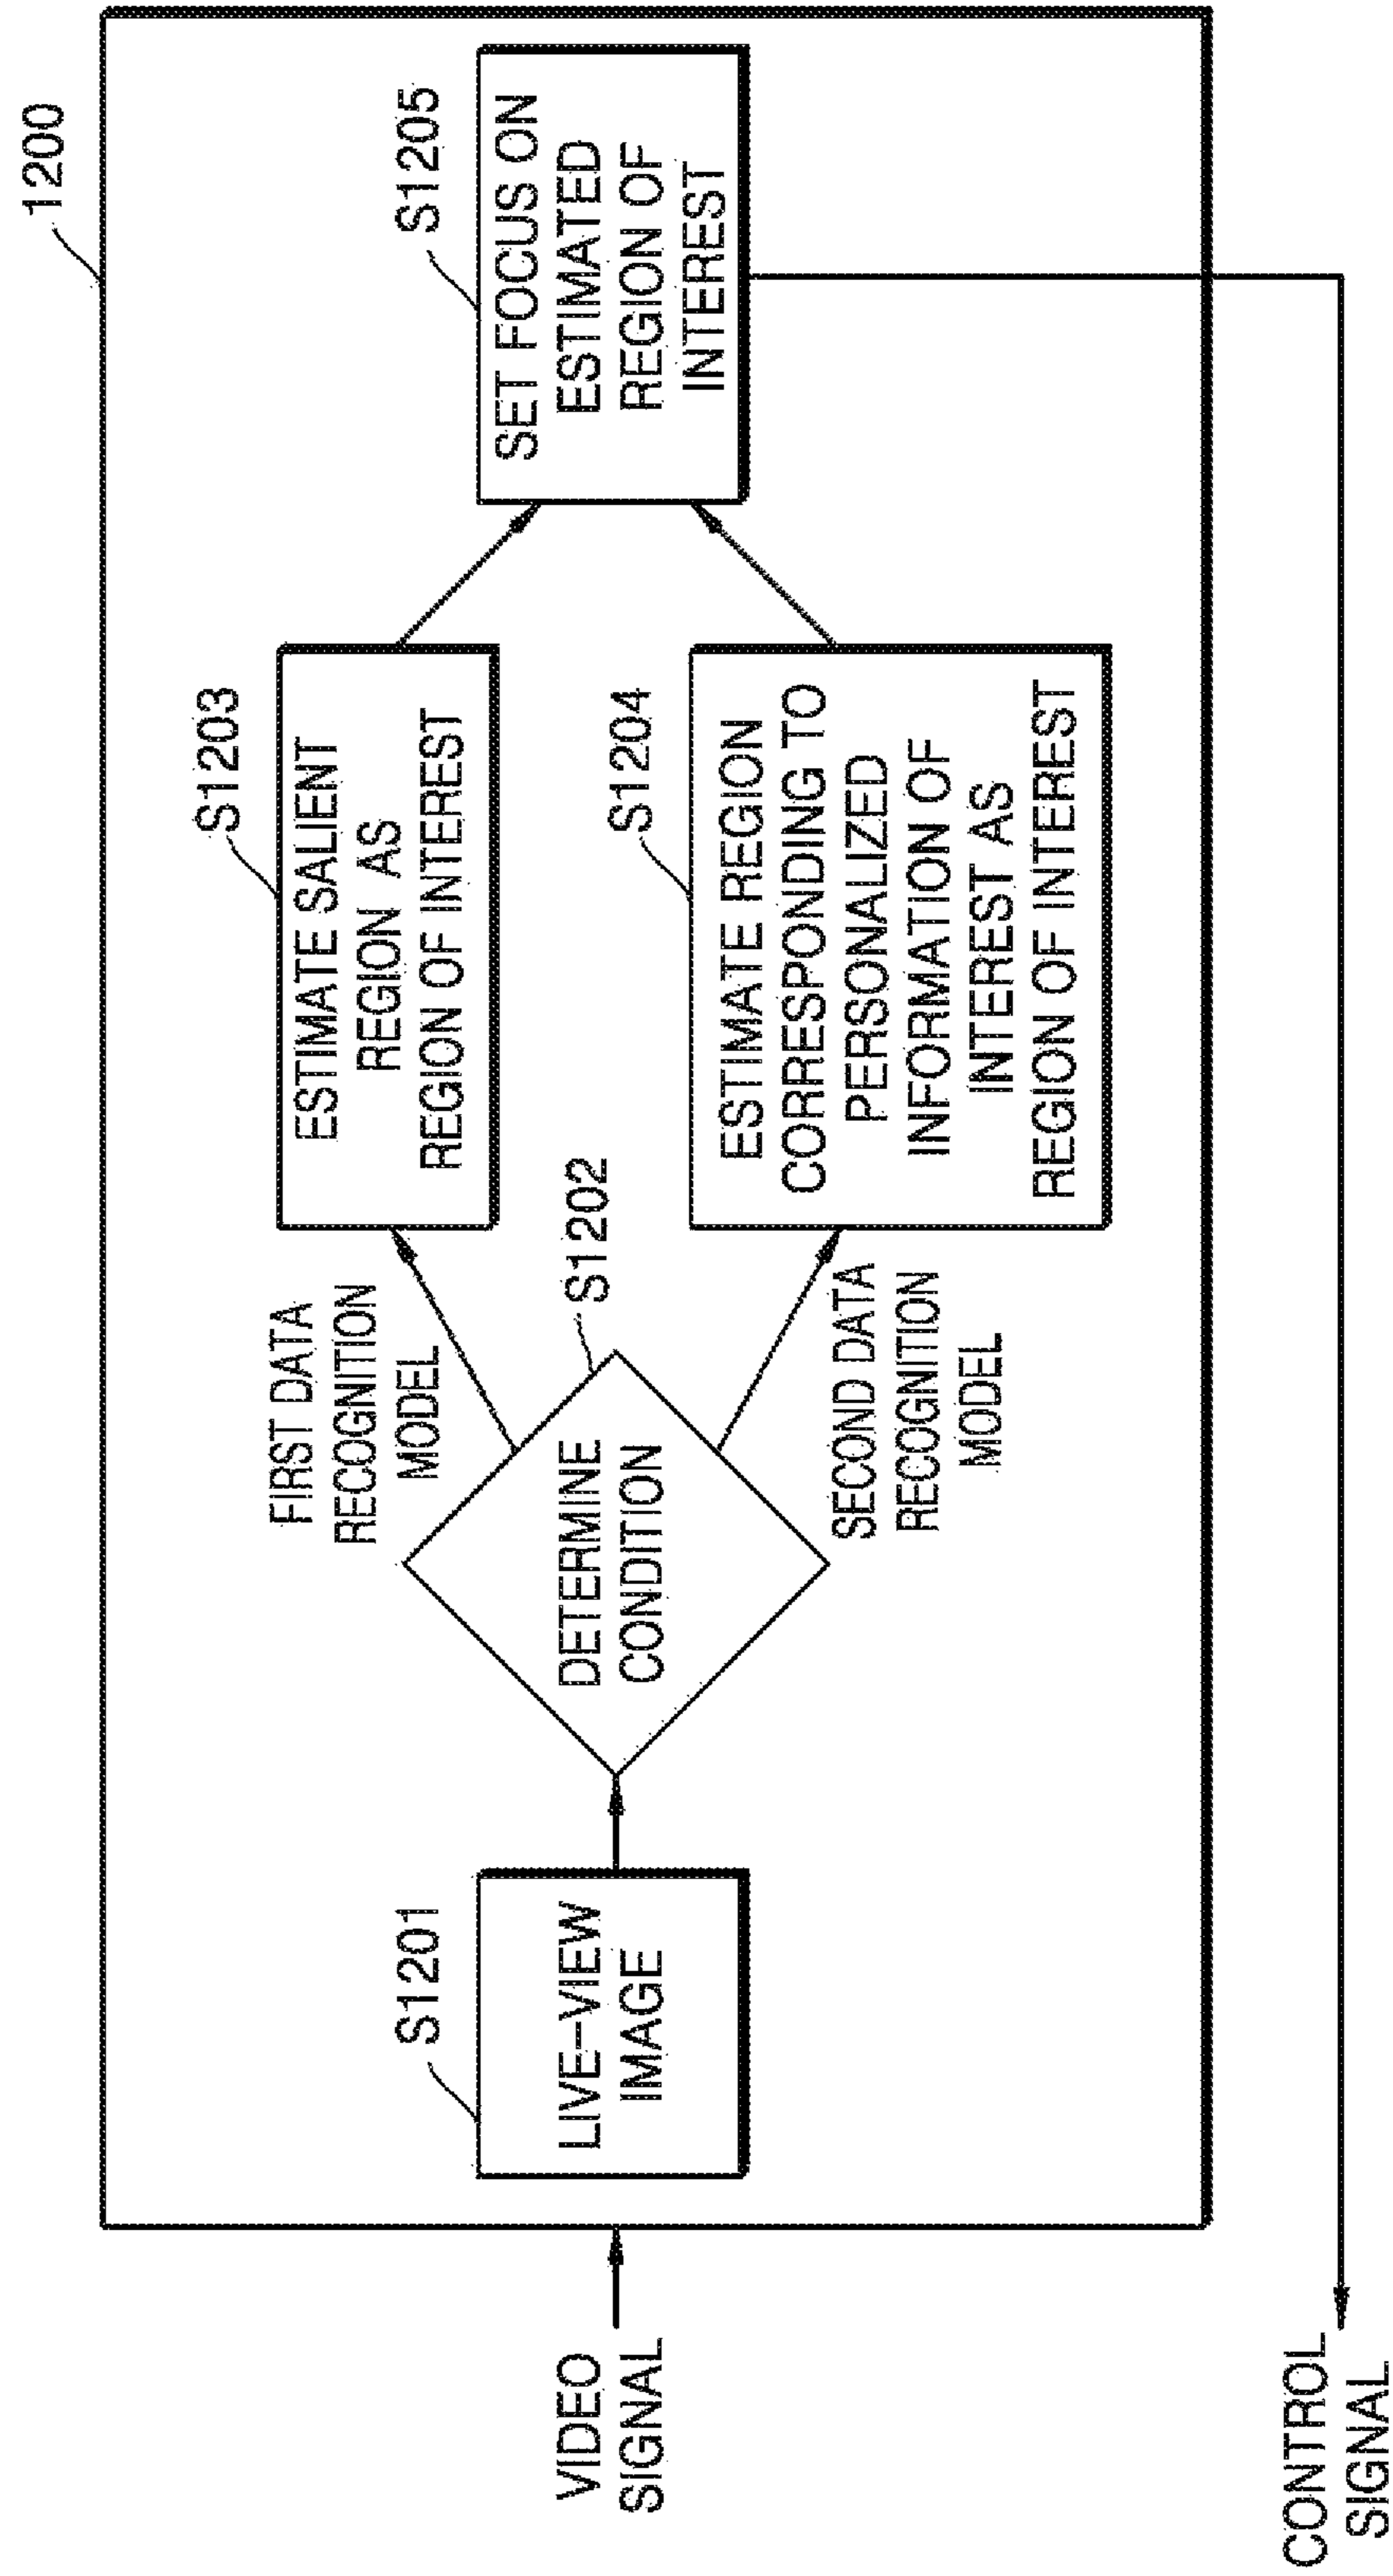 1200
VIDEO
SIGNAL
S1201
LIVE-VIEW
IMAGE
S1202
DETERMINE
CONDITION
FIRST DATA
RECOGNITION
MODEL
SECOND DATA
RECOGNITION
MODEL
S1203
ESTIMATE SALIENT
REGION AS
REGION OF INTEREST
S1204
ESTIMATE REGION
CORRESPONDING TO
PERSONALIZED
INFORMATION OF
INTEREST AS
REGION OF INTEREST
S1205
SET FOCUS ON
ESTIMATED
REGION OF
INTEREST
CONTROL
SIGNAL